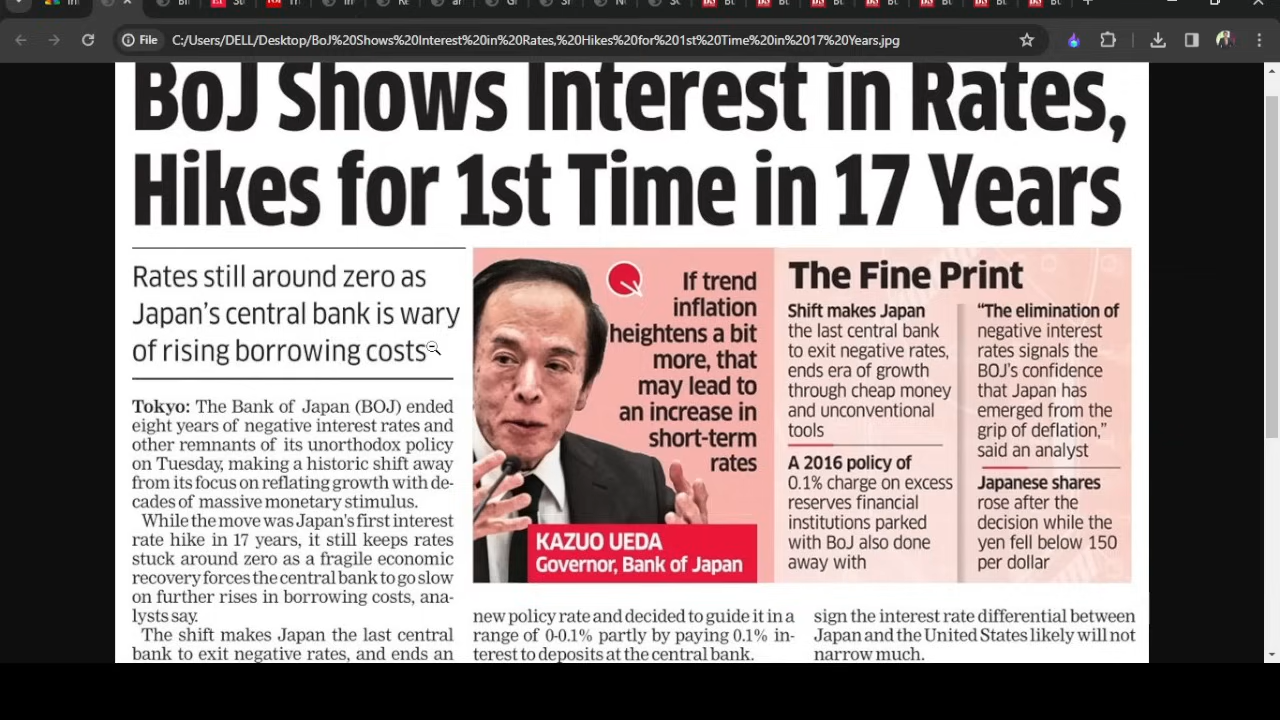 File C:/Users/DELL/Desktop/BoJ%20Shows%20Interest%20in%20Rates,%20Hikes%20for%201st%20Time%20in%2017%20Years.jpg
BoJ Shows Interest in Rates,
Hikes for 1st Time in 17 Years
Rates still around zero as
Japan's central bank is wary
of rising borrowing costs
Tokyo: The Bank of Japan (BOJ) ended
eight years of negative interest rates and
other remnants of its unorthodox policy
on Tuesday, making a historic shift away
from its focus on reflating growth with de-
cades of massive monetary stimulus.
While the move was Japan's first interest
rate hike in 17 years, it still keeps rates
stuck around zero as a fragile economic
recovery forces the central bank to go slow
on further rises in borrowing costs, ana-
lysts say.
The shift makes Japan the last central
bank to exit negative rates, and ends an
If trend
inflation
heightens a bit
more, that
may lead to
an increase in
short-term
rates
KAZUO UEDA
Governor, Bank of Japan
The Fine Print
Shift makes Japan
the last central bank
to exit negative rates,
ends era of growth
through cheap money
and unconventional
tools
A 2016 policy of
0.1% charge on excess
reserves financial
institutions parked
with BoJ also done
away with
"The elimination of
negative interest
rates signals the
BOJ's confidence
that Japan has
emerged from the
grip of deflation,"
said an analyst
Japanese shares
rose after the
decision while the
yen fell below 150
per dollar
new policy rate and decided to guide it in a
range of 0-0.1% partly by paying 0.1% in-
terest to deposits at the central bank.
sign the interest rate differential between
Japan and the United States likely will not
narrow much.